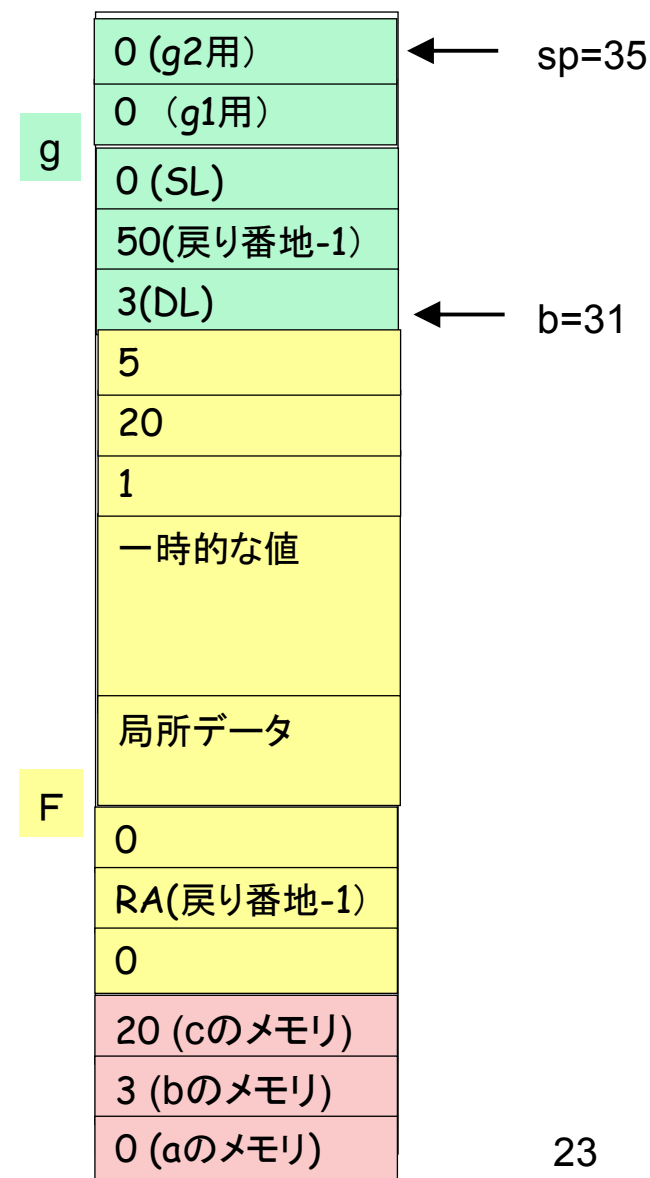 0 (g2用）
sp=35
0 （g1用）
g
0 (SL)
50(戻り番地-1）
3(DL)
b=31
5
20
1
一時的な値
局所データ
F
0
RA(戻り番地-1）
0
20 (cのメモリ)
3 (bのメモリ)
0 (aのメモリ)
23